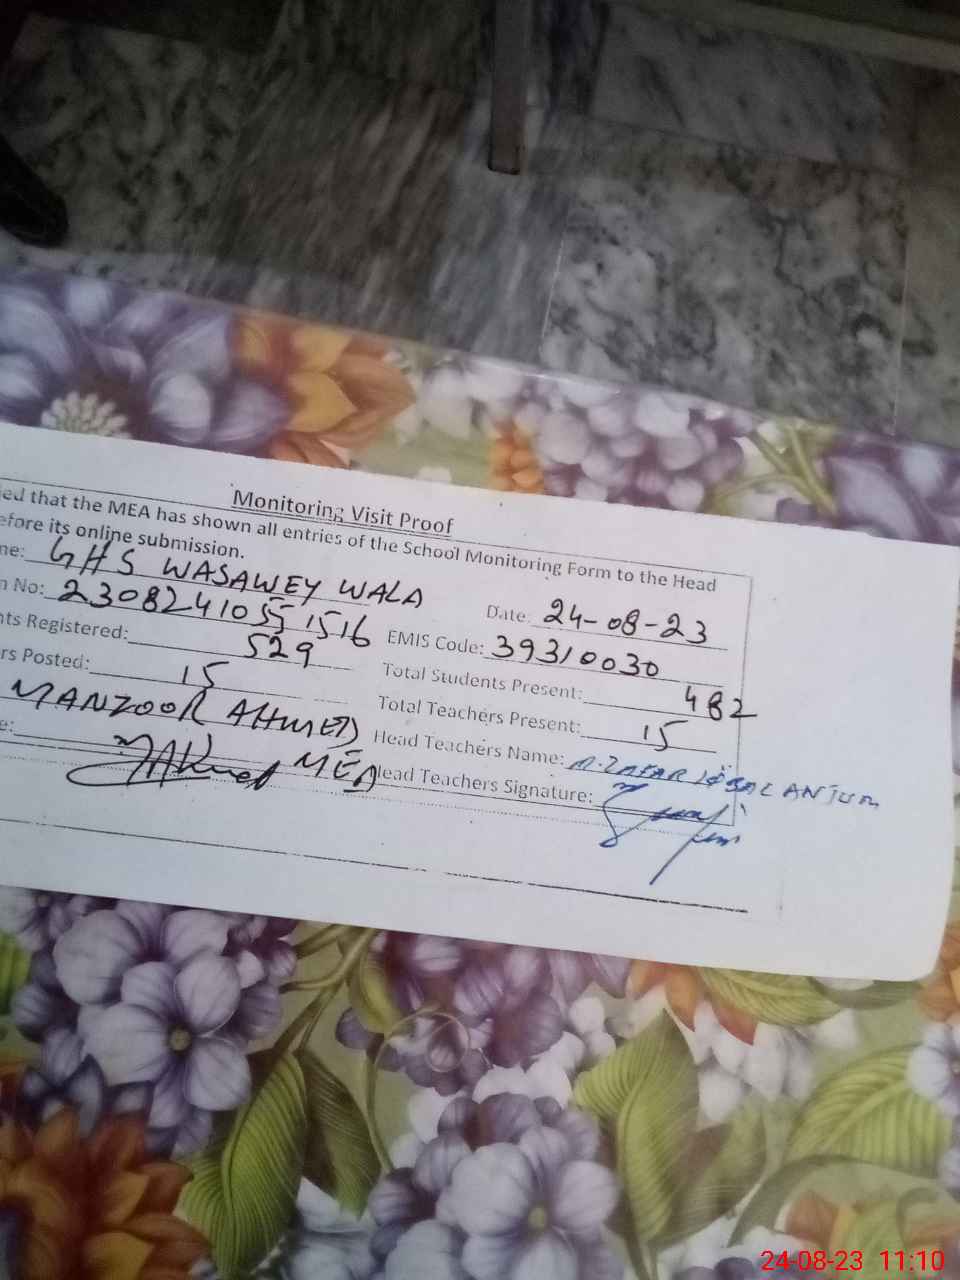 Monitoring Visit Proof
ied that the MEA has shown all entries of the School Monitoring Form to the Head
efore its online submission.
me: GHS WASAWEY WALA Date: 24-08-23
n No: 2308241055 1516 EMIS Code: 39310030
nts Registered: 529 Total Students Present: 482
rs Posted: 15 Total Teachers Present: 15
MANZOOR AHMED Head Teachers Name: M. ZAFAR IQBAL ANJUM
e: MEA Head Teachers Signature:
24-08-23 11:10